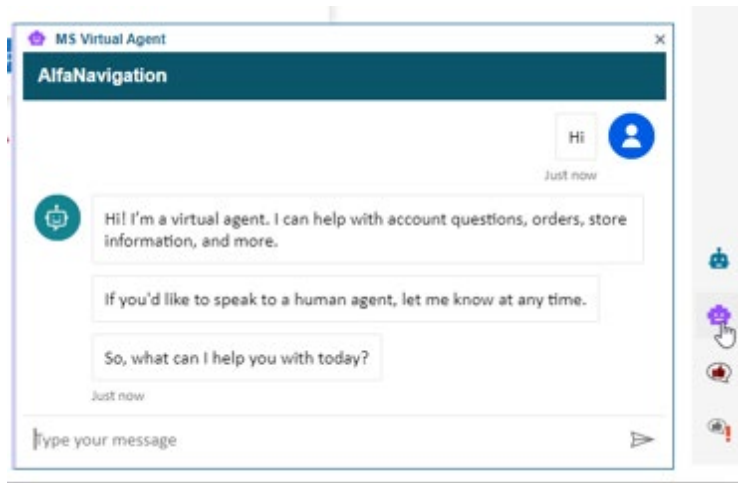 MS Virtual Agent
AlfaNavigation
Hi
Just now
Hi! I'm a virtual agent. I can help with account questions, orders, store
information, and more.
If you'd like to speak to a human agent, let me know at any time.
So, what can I help you with today?
Just now
Type your message